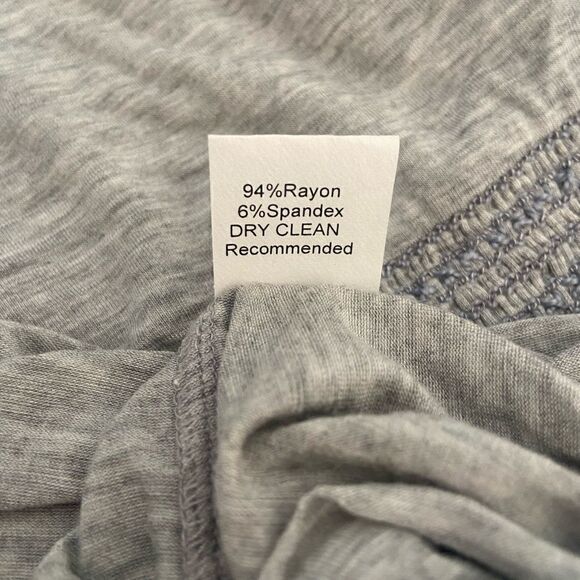 94%Rayon
6%Spandex
DRY CLEAN
Recommended